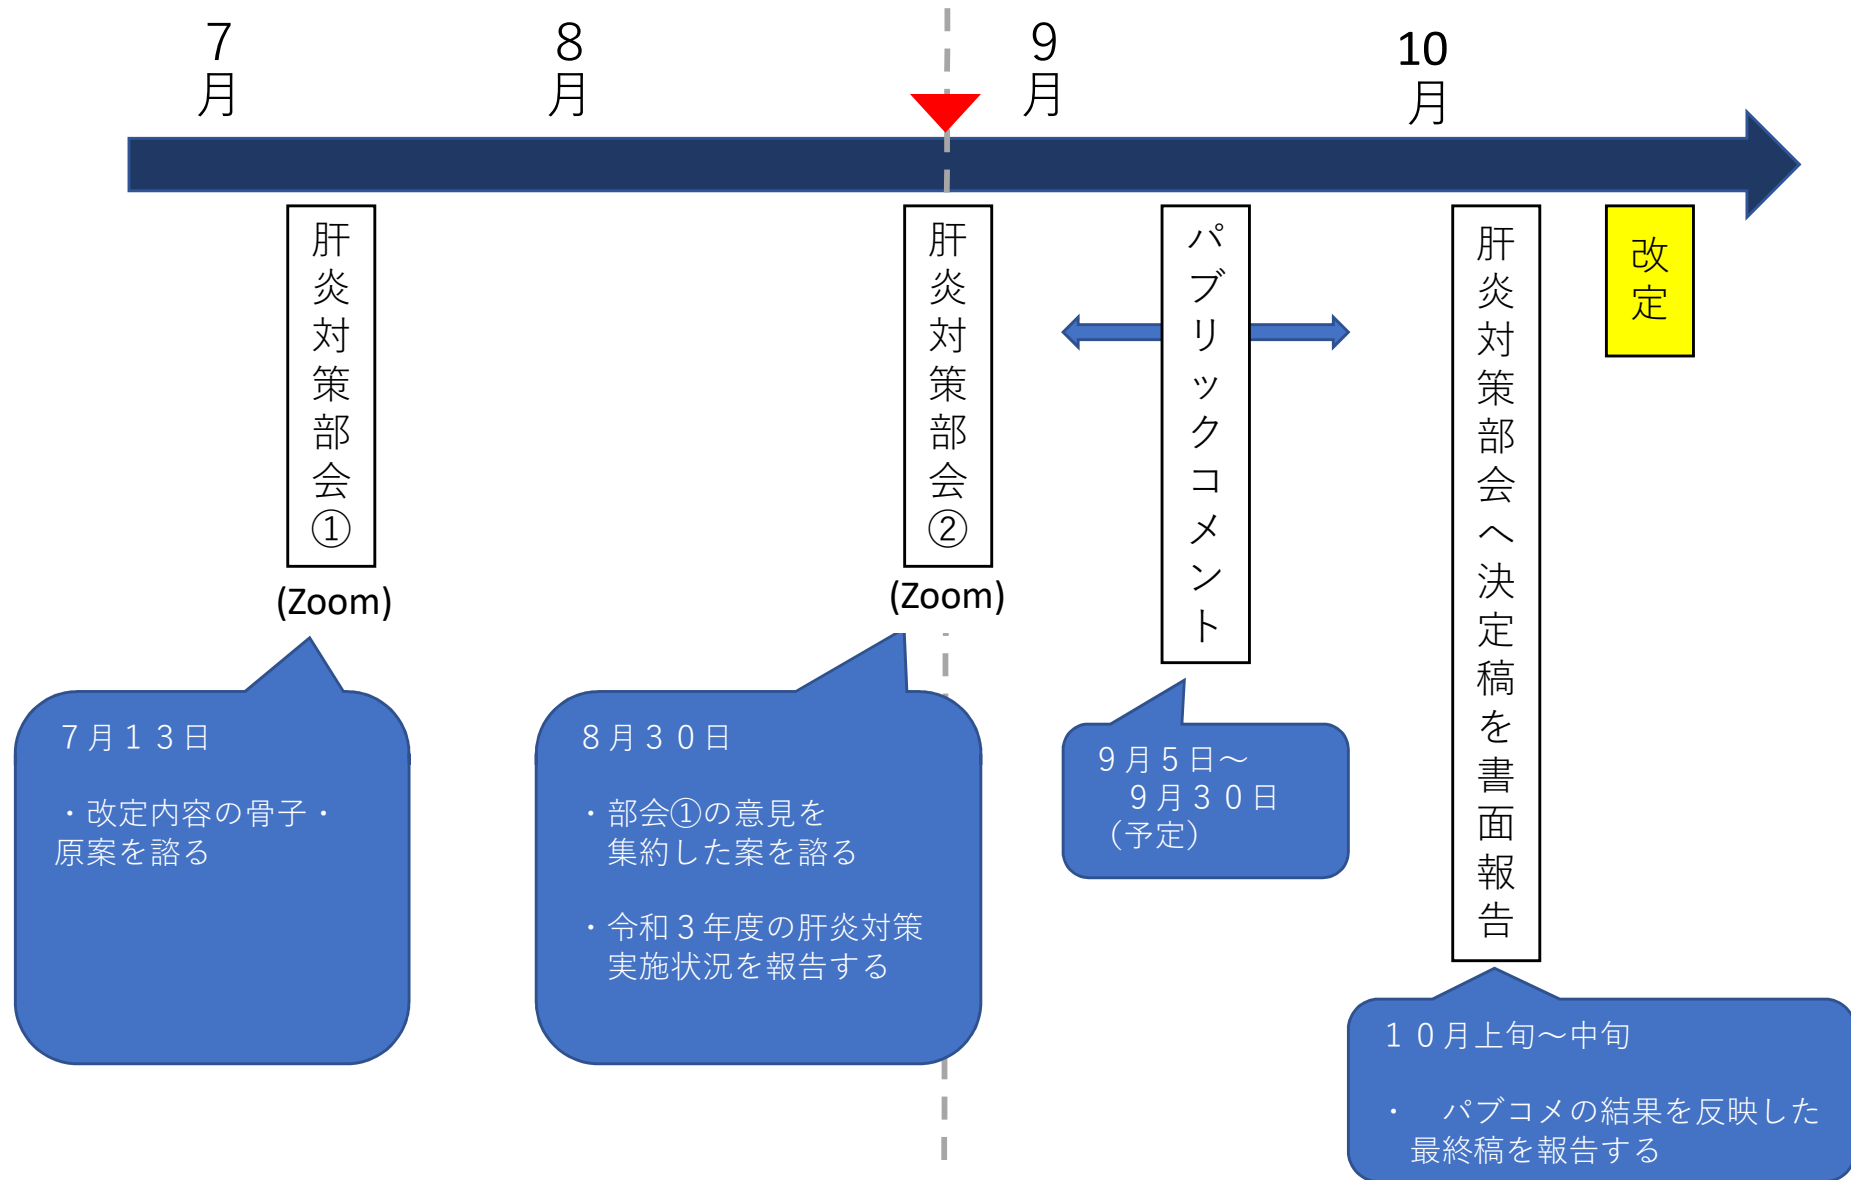 7月
8月
9月
10月
肝炎対策部会①
(Zoom)
肝炎対策部会②
(Zoom)
パブリックコメント
肝炎対策部会へ決定稿を書面報告
改定
７月１３日
・改定内容の骨子・
原案を諮る
８月３０日
・部会①の意見を
集約した案を諮る
・令和３年度の肝炎対策
実施状況を報告する
９月５日～
９月３０日
（予定）
１０月上旬～中旬
・　パブコメの結果を反映した
最終稿を報告する